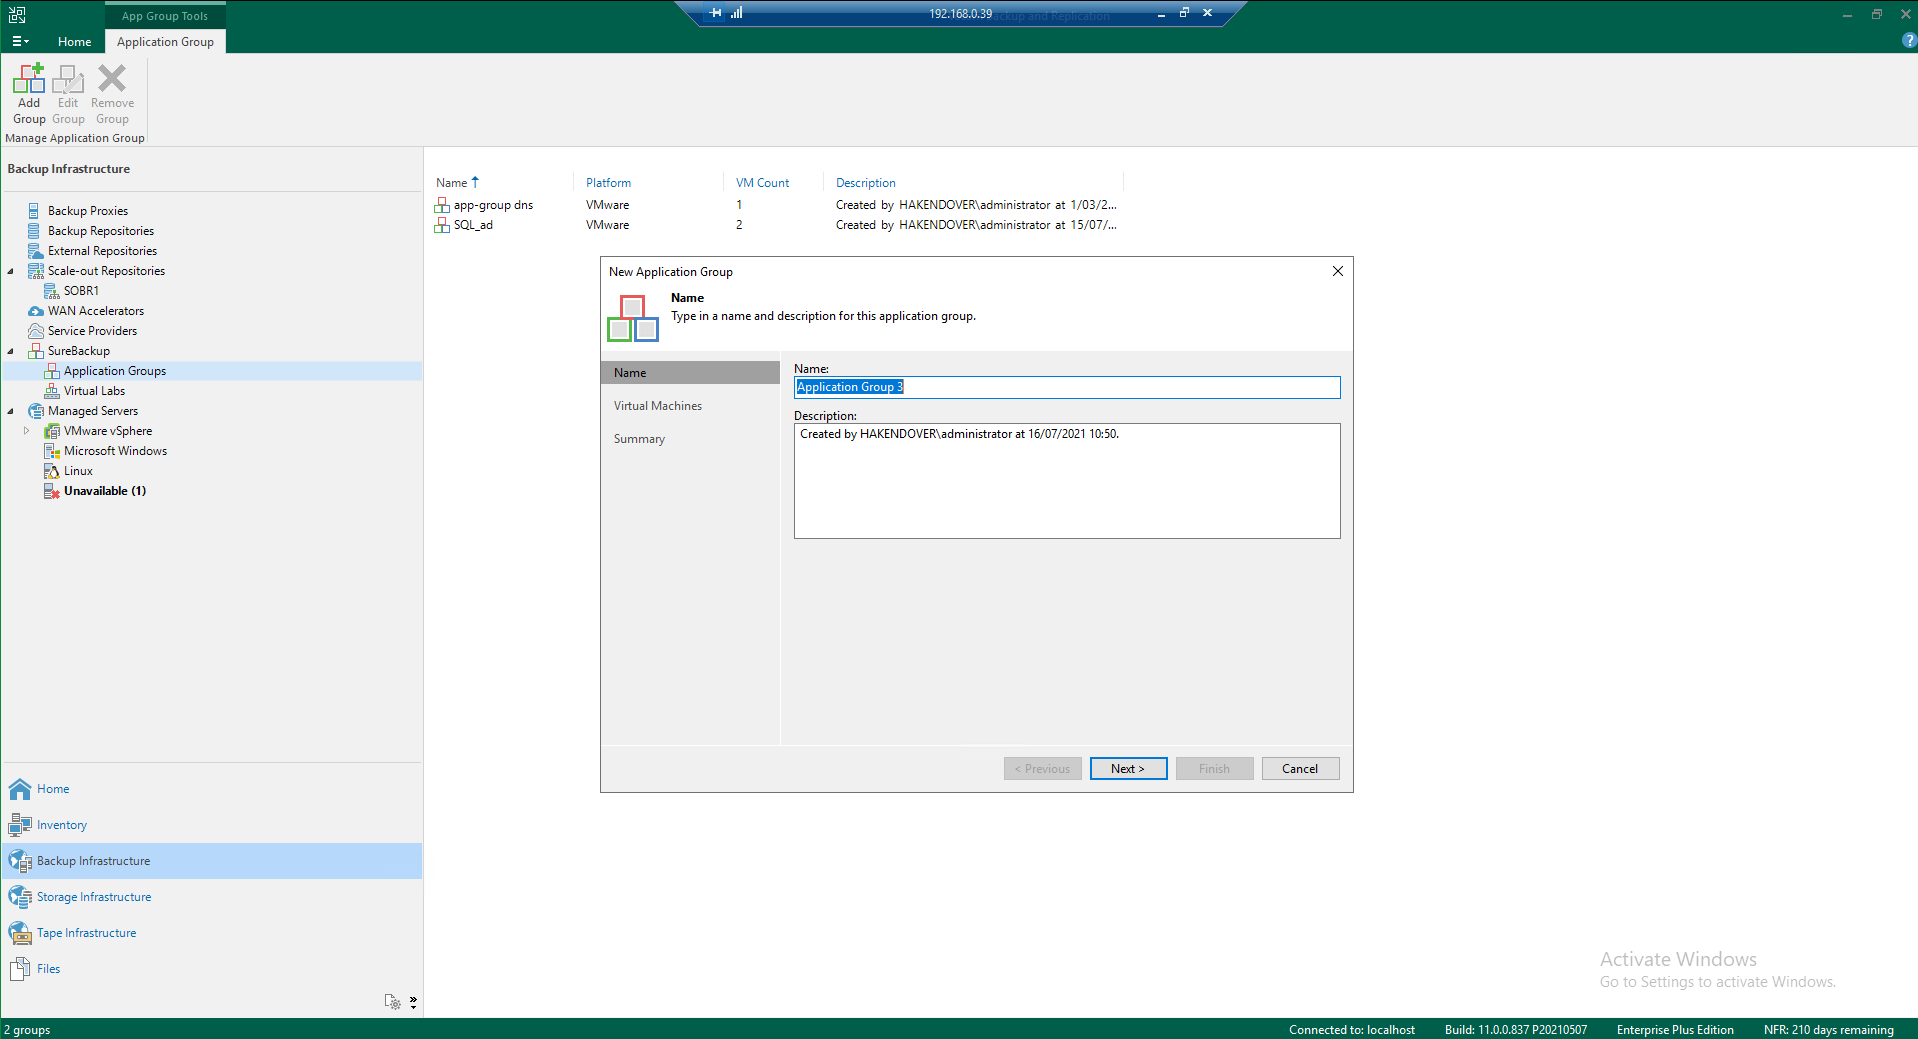 App Group Tools
192.168.0.39
ackup and Replication
Home
Application Group
Add Group
Edit Group
Remove Group
Manage Application Group
Backup Infrastructure
Backup Proxies
Backup Repositories
External Repositories
Scale-out Repositories
SOBR1
WAN Accelerators
Service Providers
SureBackup
Application Groups
Virtual Labs
Managed Servers
VMware vSphere
Microsoft Windows
Linux
Unavailable (1)
Home
Inventory
Backup Infrastructure
Storage Infrastructure
Tape Infrastructure
Files
Name Platform VM Count Description
app-group dns VMware 1 Created by HAKENDOVER\administrator at 1/03/2...
SQL_ad VMware 2 Created by HAKENDOVER\administrator at 15/07/...
New Application Group
Name
Type in a name and description for this application group.
Name
Virtual Machines
Summary
Name:
Application Group 3
Description:
Created by HAKENDOVER\administrator at 16/07/2021 10:50.
< Previous Next > Finish Cancel
Activate Windows
Go to Settings to activate Windows.
2 groups
Connected to: localhost Build: 11.0.0.837 P20210507 Enterprise Plus Edition NFR: 210 days remaining